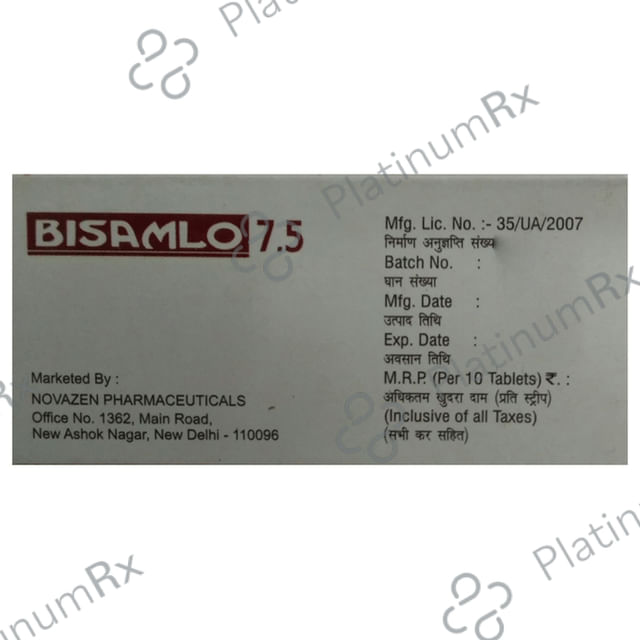 BISAMLO 7.5
Marketed By :
NOVAZEN PHARMACEUTICALS
Office No. 1362, Main Road,
New Ashok Nagar, New Delhi - 110096
Mfg. Lic. No. :- 35/UA/2007
निर्माण अनुज्ञप्ति संख्य
Batch No. :
घान संख्या
Mfg. Date :
उत्पाद तिथि
Exp. Date :
अवसान तिथि
M.R.P. (Per 10 Tablets) ₹. :
अधिकतम खुदरा दाम (प्रति स्ट्रीप)
(Inclusive of all Taxes)
(सभी कर सहित)
PlatinumRx
PlatinumRx
PlatinumRx
PlatinumRx
PlatinumRx